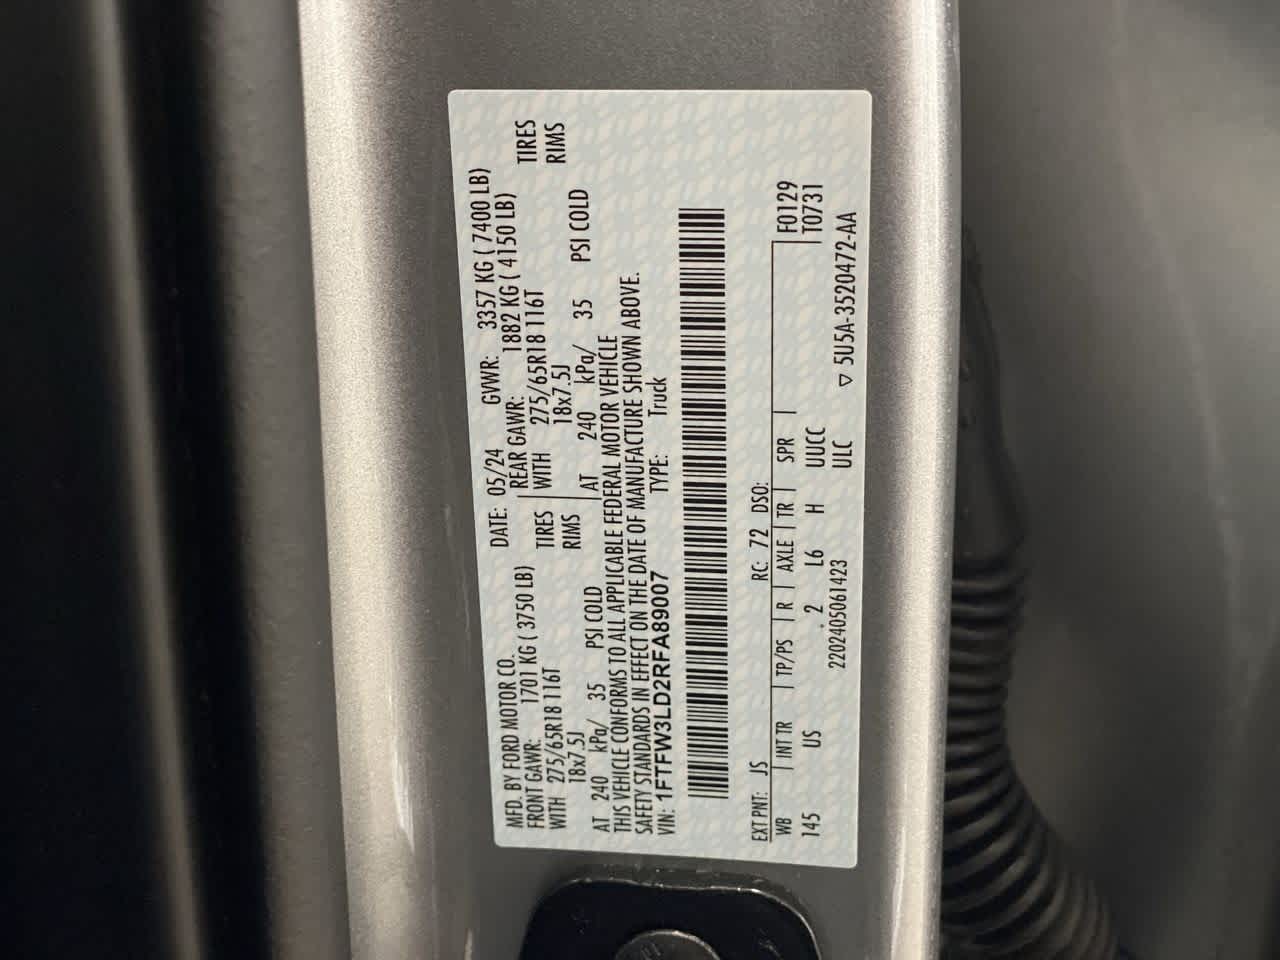 MFD. BY FORD MOTOR CO. DATE: 05/24 GVWR: 3357 KG ( 7400 LB)
FRONT GAWR: 1701 KG ( 3750 LB) REAR GAWR: 1882 KG ( 4150 LB)
WITH 275/65R18 116T TIRES WITH 275/65R18 116T TIRES
18x7.5J RIMS 18x7.5J RIMS
AT 240 kPa/ 35 PSI COLD AT 240 kPa/ 35 PSI COLD
THIS VEHICLE CONFORMS TO ALL APPLICABLE FEDERAL MOTOR VEHICLE
SAFETY STANDARDS IN EFFECT ON THE DATE OF MANUFACTURE SHOWN ABOVE.
VIN: 1FTFW3LD2RFA89007 TYPE: Truck
EXT PNT: JS RC: 72 DSO:
WB INT TR TP/PS R AXLE TR SPR F0129
145 US 2 L6 H UUCC T0731
2202405061423 ULC ▽ 5U5A-3520472-AA